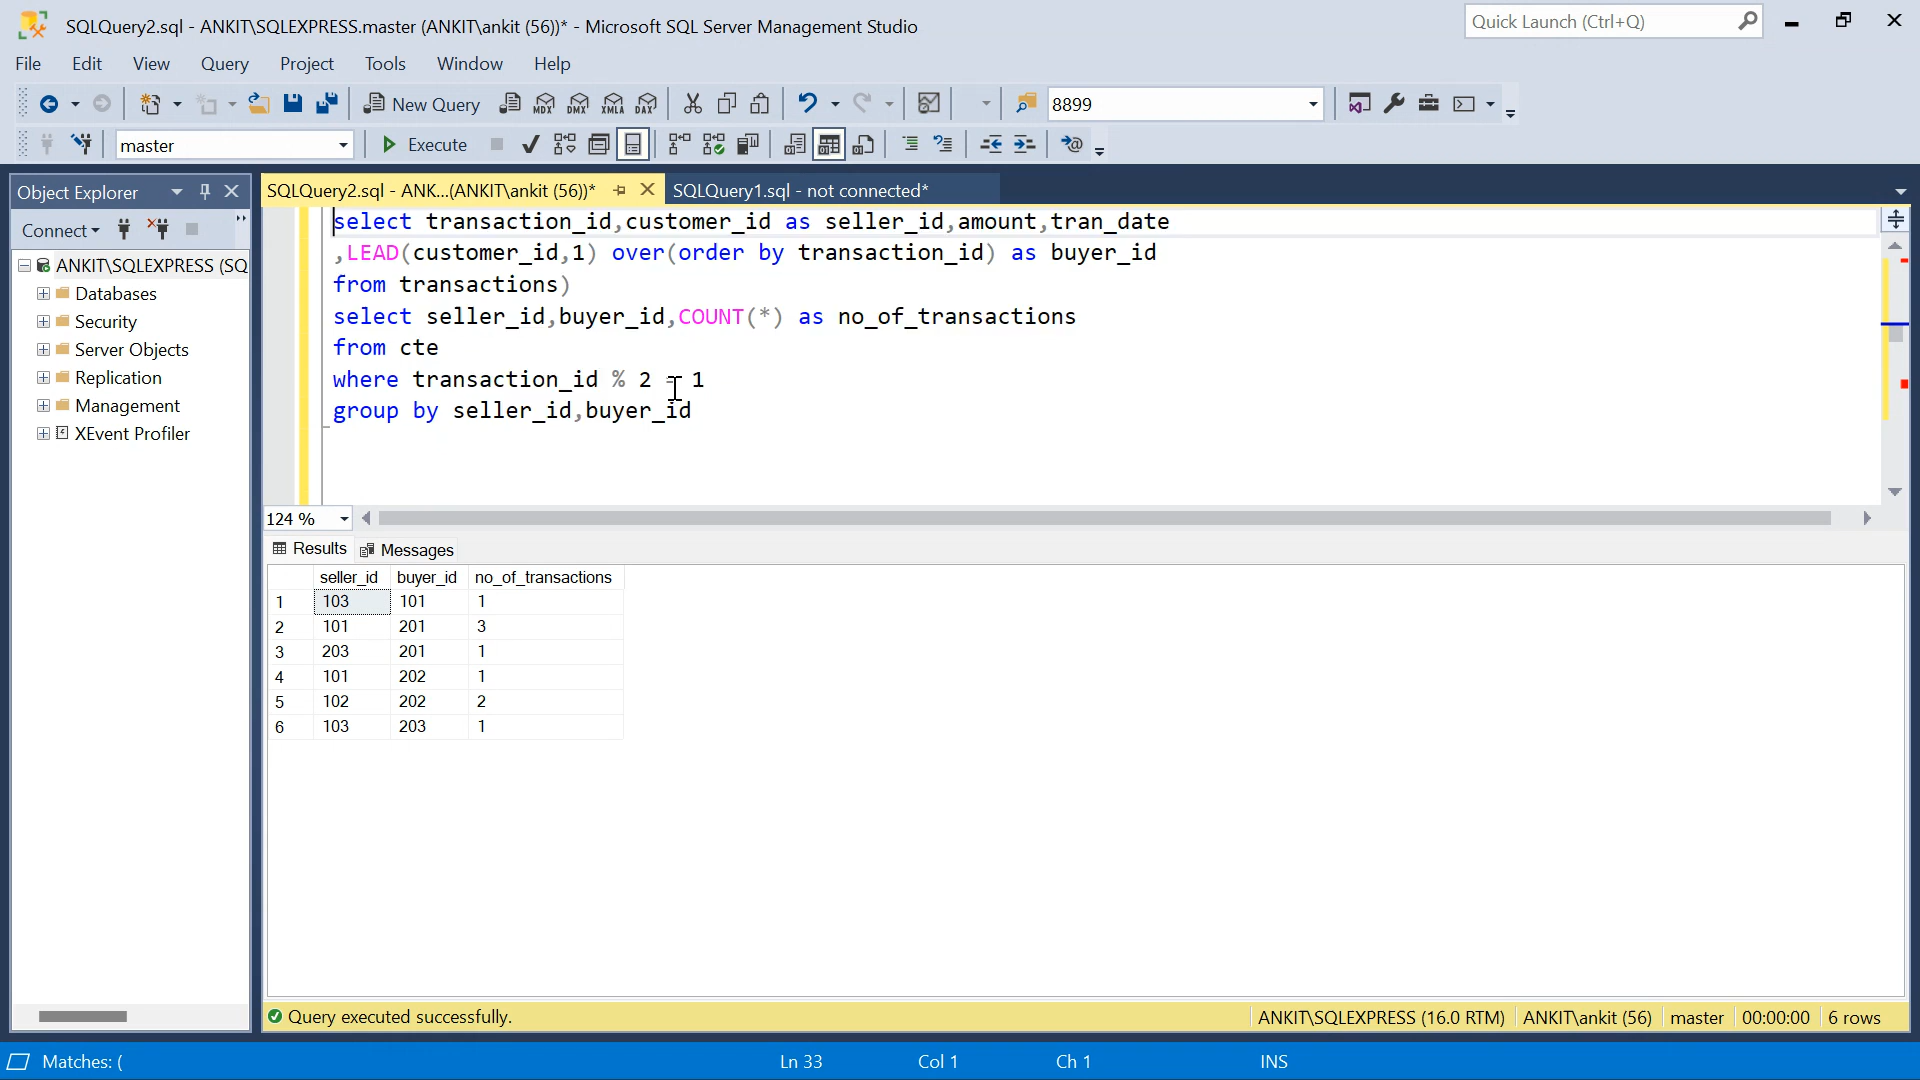 SQLQuery2.sql - ANKIT\SQLEXPRESS.master (ANKIT\ankit (56))* - Microsoft SQL Server Management Studio
Quick Launch (Ctrl+Q)
File Edit View Query Project Tools Window Help
New Query MDX DMX XMLA DAX 8899
master Execute
Object Explorer
SQLQuery2.sql - ANK...(ANKIT\ankit (56))*
SQLQuery1.sql - not connected*
Connect
ANKIT\SQLEXPRESS (SQ
Databases
Security
Server Objects
Replication
Management
XEvent Profiler
select transaction_id,customer_id as seller_id,amount,tran_date
,LEAD(customer_id,1) over(order by transaction_id) as buyer_id
from transactions)
select seller_id,buyer_id,COUNT(*) as no_of_transactions
from cte
where transaction_id % 2 = 1
group by seller_id,buyer_id
124 %
Results Messages
seller_id buyer_id no_of_transactions
1 103 101 1
2 101 201 3
3 203 201 1
4 101 202 1
5 102 202 2
6 103 203 1
Query executed successfully.
ANKIT\SQLEXPRESS (16.0 RTM) ANKIT\ankit (56) master 00:00:00 6 rows
Matches: ( Ln 33 Col 1 Ch 1 INS